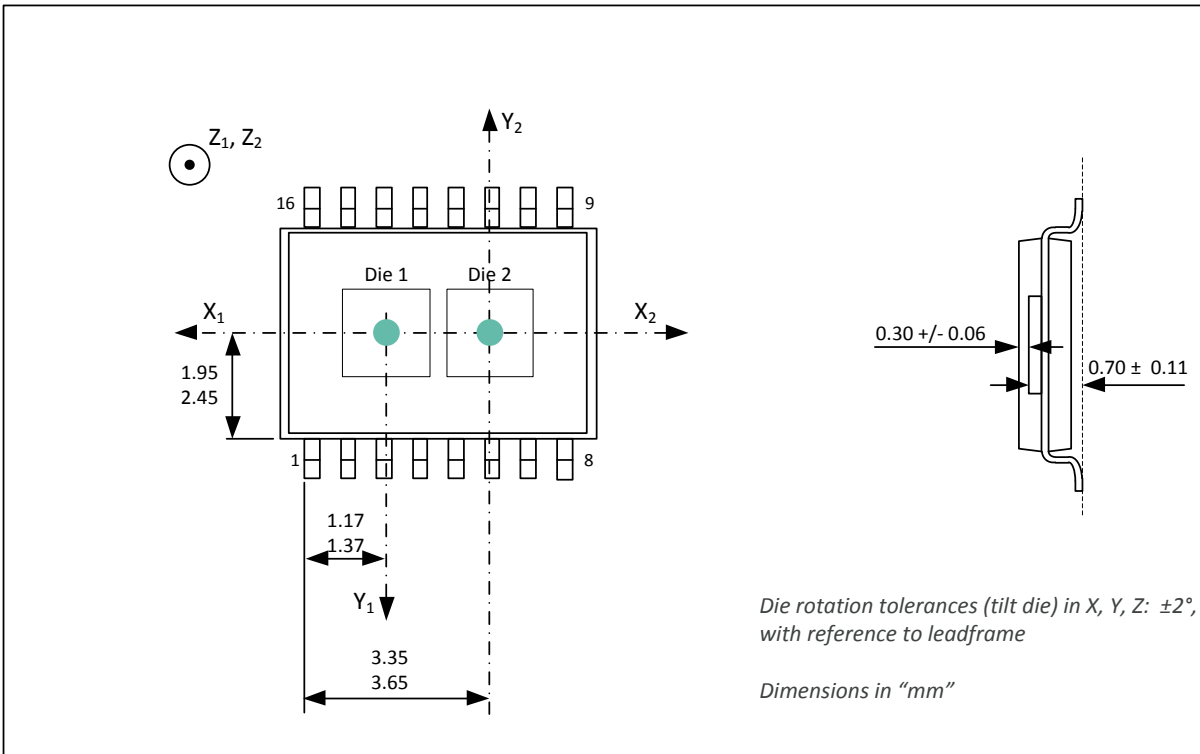 Z₁, Z₂
Y₂
16
9
Die 1
Die 2
X₁
X₂
1.95
2.45
1
8
1.17
1.37
Y₁
3.35
3.65
0.30 +/- 0.06
0.70 ± 0.11
Die rotation tolerances (tilt die) in X, Y, Z: ±2°,
with reference to leadframe
Dimensions in “mm”